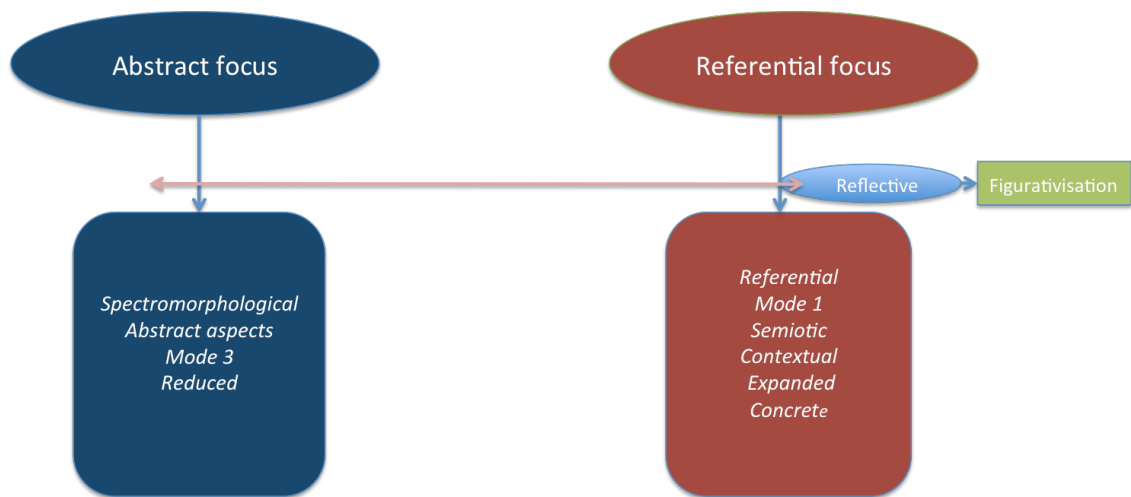 Abstract focus
Referential focus
Reflective
Figurativisation
Spectromorphological
Abstract aspects
Mode 3
Reduced
Referential
Mode 1
Semiotic
Contextual
Expanded
Concrete